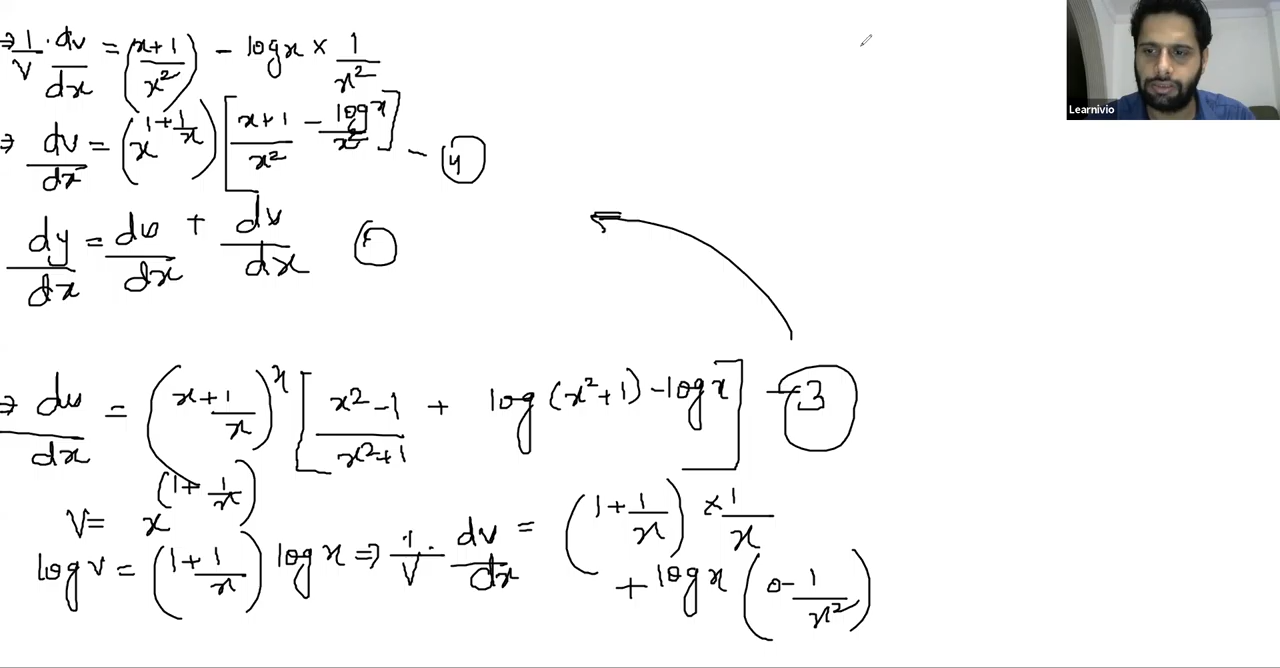 ⇒ 1/v · dv/dx = (x+1/x²) - log x × 1/x²
Learnivio
⇒ dv/dx = (x^(1+1/x)) [x+1/x² - log x/x²] - 4
dy/dx = du/dx + dv/dx
⇒ du/dx = (x+1/x)^x [x²-1/x²+1 + log(x²+1) - log x] - 3
V = x^(1+1/x)
log v = (1+1/x) log x ⇒ 1/v · dv/dx = (1+1/x) × 1/x
+ log x (0 - 1/x²)